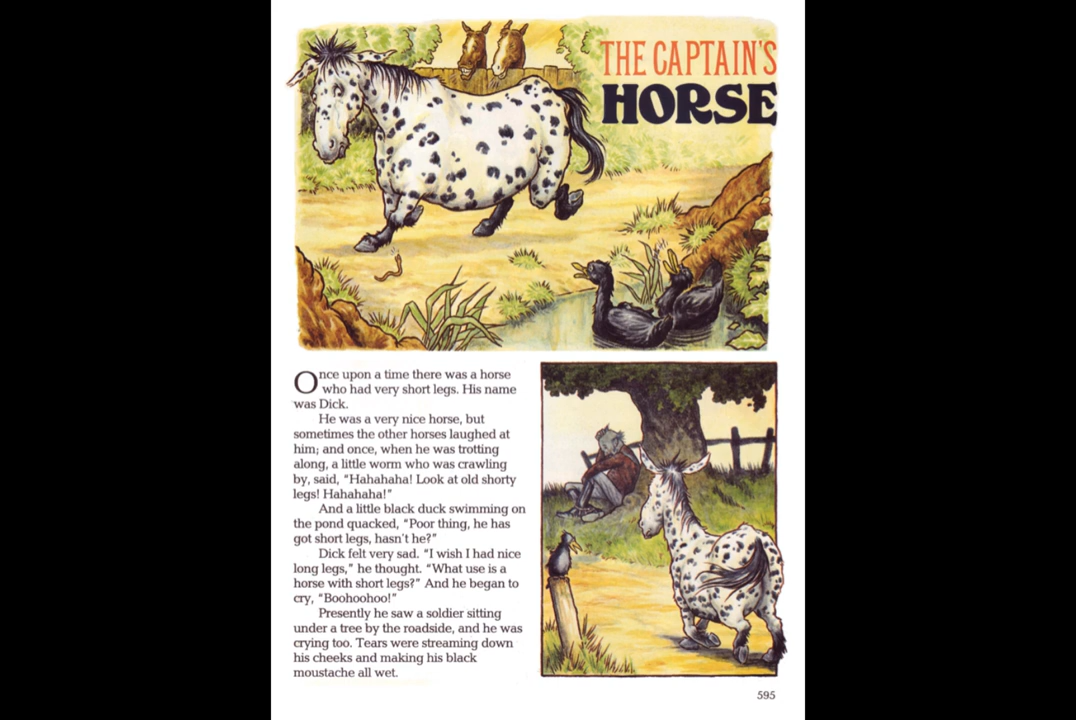 THE CAPTAIN'S
HORSE
Once upon a time there was a horse
who had very short legs. His name
was Dick.
He was a very nice horse, but
sometimes the other horses laughed at
him; and once, when he was trotting
along, a little worm who was crawling
by, said, “Hahahaha! Look at old shorty
legs! Hahahaha!”
And a little black duck swimming on
the pond quacked, “Poor thing, he has
got short legs, hasn't he?”
Dick felt very sad. “I wish I had nice
long legs,” he thought. “What use is a
horse with short legs?” And he began to
cry, “Boohoohoo!”
Presently he saw a soldier sitting
under a tree by the roadside, and he was
crying too. Tears were streaming down
his cheeks and making his black
moustache all wet.
595